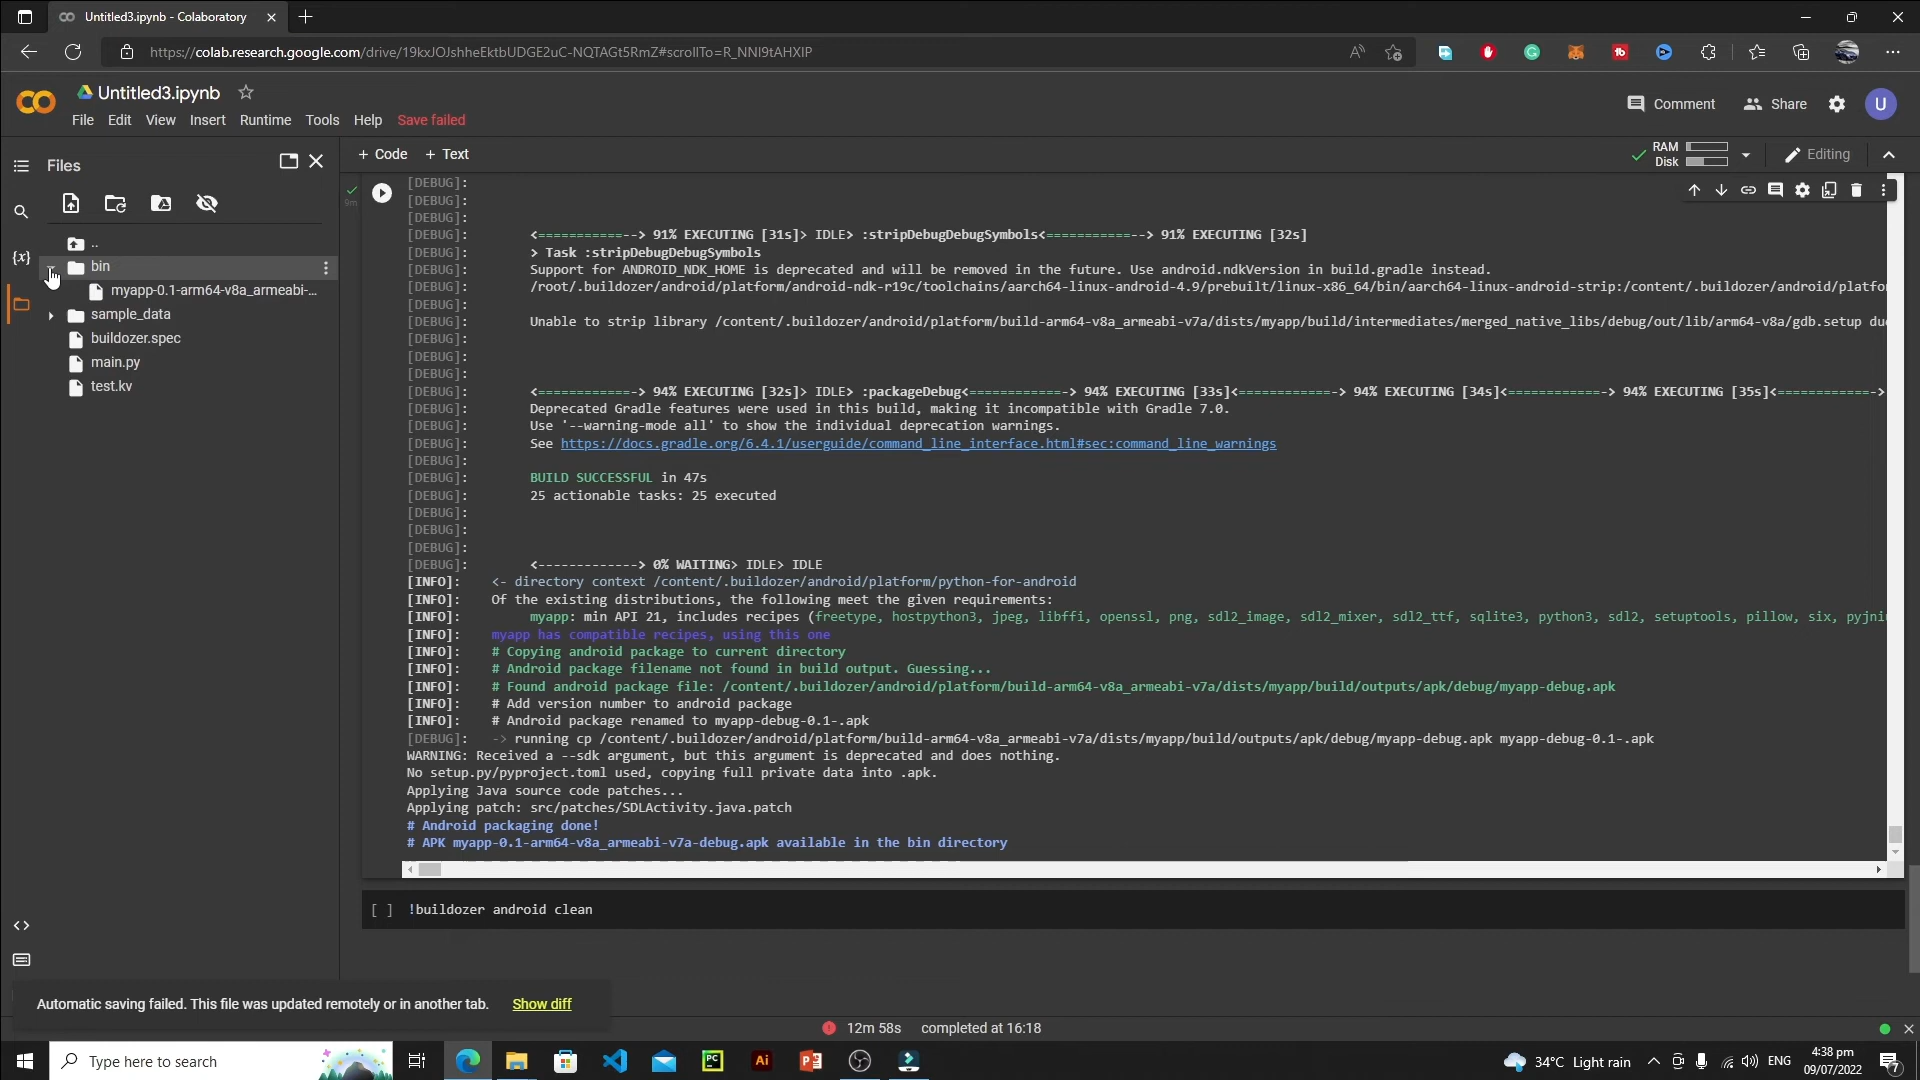 Untitled3.ipynb - Colaboratory
https://colab.research.google.com/drive/19kxJOJshheEktbUDGE2uC-NQTAGt5RmZ#scrollTo=R_NNI9tAHXIP
Untitled3.ipynb
File Edit View Insert Runtime Tools Help Save failed
Comment Share U
Files
+ Code + Text
RAM
Disk
Editing
..
bin
myapp-0.1-arm64-v8a_armeabi-...
sample_data
buildozer.spec
main.py
test.kv
{x}
9m
[DEBUG]:
[DEBUG]:
[DEBUG]:
[DEBUG]: <============--> 91% EXECUTING [31s]> IDLE> :stripDebugDebugSymbols<============--> 91% EXECUTING [32s]
[DEBUG]: > Task :stripDebugDebugSymbols
[DEBUG]: Support for ANDROID_NDK_HOME is deprecated and will be removed in the future. Use android.ndkVersion in build.gradle instead.
[DEBUG]: /root/.buildozer/android/platform/android-ndk-r19c/toolchains/aarch64-linux-android-4.9/prebuilt/linux-x86_64/bin/aarch64-linux-android-strip:/content/.buildozer/android/platfor
[DEBUG]:
[DEBUG]: Unable to strip library /content/.buildozer/android/platform/build-arm64-v8a_armeabi-v7a/dists/myapp/build/intermediates/merged_native_libs/debug/out/lib/arm64-v8a/gdb.setup due
[DEBUG]:
[DEBUG]:
[DEBUG]:
[DEBUG]: <============-> 94% EXECUTING [32s]> IDLE> :packageDebug<============-> 94% EXECUTING [33s]<============-> 94% EXECUTING [34s]<============-> 94% EXECUTING [35s]<============->
[DEBUG]: Deprecated Gradle features were used in this build, making it incompatible with Gradle 7.0.
[DEBUG]: Use '--warning-mode all' to show the individual deprecation warnings.
[DEBUG]: See https://docs.gradle.org/6.4.1/userguide/command_line_interface.html#sec:command_line_warnings
[DEBUG]:
[DEBUG]: BUILD SUCCESSFUL in 47s
[DEBUG]: 25 actionable tasks: 25 executed
[DEBUG]:
[DEBUG]:
[DEBUG]:
[DEBUG]: <-------------> 0% WAITING> IDLE> IDLE
[INFO]: <- directory context /content/.buildozer/android/platform/python-for-android
[INFO]: Of the existing distributions, the following meet the given requirements:
[INFO]: myapp: min API 21, includes recipes (freetype, hostpython3, jpeg, libffi, openssl, png, sdl2_image, sdl2_mixer, sdl2_ttf, sqlite3, python3, sdl2, setuptools, pillow, six, pyjniu
[INFO]: myapp has compatible recipes, using this one
[INFO]: # Copying android package to current directory
[INFO]: # Android package filename not found in build output. Guessing...
[INFO]: # Found android package file: /content/.buildozer/android/platform/build-arm64-v8a_armeabi-v7a/dists/myapp/build/outputs/apk/debug/myapp-debug.apk
[INFO]: # Add version number to android package
[INFO]: # Android package renamed to myapp-debug-0.1-.apk
[DEBUG]: -> running cp /content/.buildozer/android/platform/build-arm64-v8a_armeabi-v7a/dists/myapp/build/outputs/apk/debug/myapp-debug.apk myapp-debug-0.1-.apk
WARNING: Received a --sdk argument, but this argument is deprecated and does nothing.
No setup.py/pyproject.toml used, copying full private data into .apk.
Applying Java source code patches...
Applying patch: src/patches/SDLActivity.java.patch
# Android packaging done!
# APK myapp-0.1-arm64-v8a_armeabi-v7a-debug.apk available in the bin directory
[ ] !buildozer android clean
Automatic saving failed. This file was updated remotely or in another tab. Show diff
12m 58s completed at 16:18
Type here to search
34°C Light rain
ENG
4:38 pm
09/07/2022
7